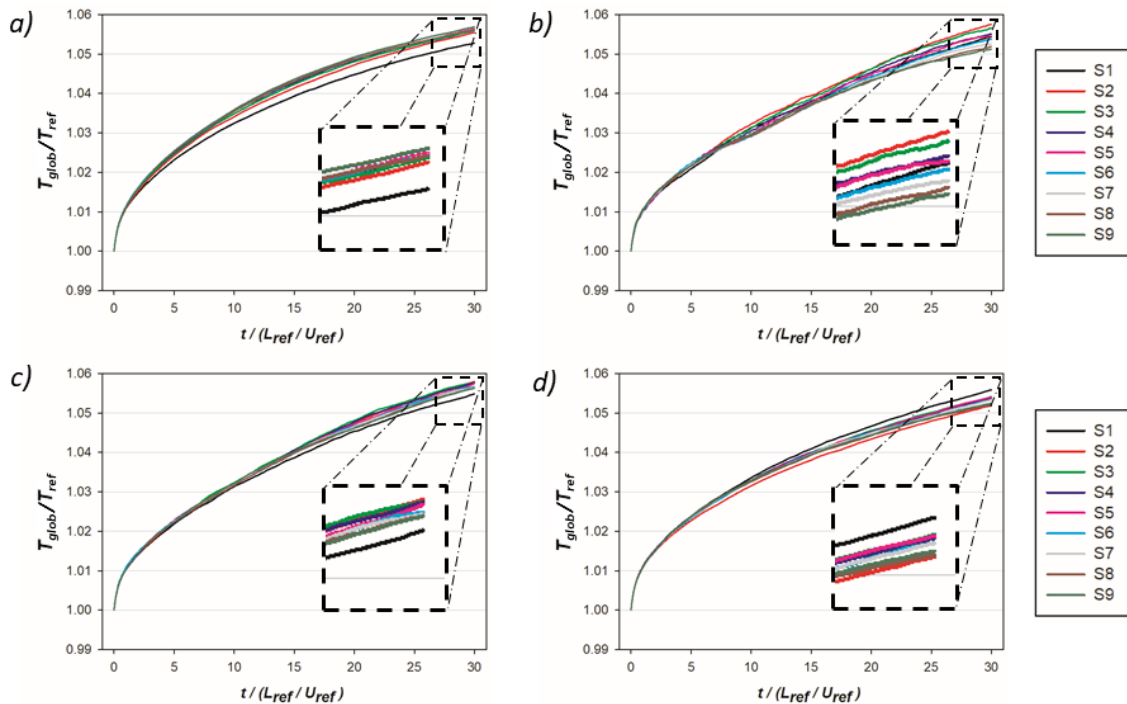 a)
1.06
1.05
1.04
1.03
1.02
1.01
1.00
0.99
T_glob/T_ref
0 5 10 15 20 25 30
t / (L_ref / U_ref)
b)
1.06
1.05
1.04
1.03
1.02
1.01
1.00
0.99
T_glob/T_ref
0 5 10 15 20 25 30
t / (L_ref / U_ref)
S1
S2
S3
S4
S5
S6
S7
S8
S9
c)
1.06
1.05
1.04
1.03
1.02
1.01
1.00
0.99
T_glob/T_ref
0 5 10 15 20 25 30
t / (L_ref / U_ref)
d)
1.06
1.05
1.04
1.03
1.02
1.01
1.00
0.99
T_glob/T_ref
0 5 10 15 20 25 30
t / (L_ref / U_ref)
S1
S2
S3
S4
S5
S6
S7
S8
S9